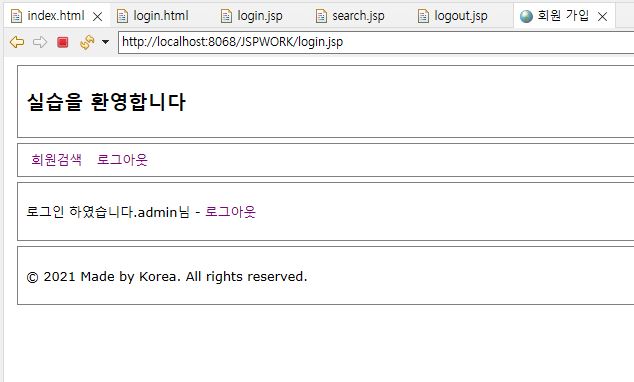 index.html login.html login.jsp search.jsp logout.jsp 회원 가입
http://localhost:8068/JSPWORK/login.jsp
실습을 환영합니다
회원검색 로그아웃
로그인 하였습니다.admin님 - 로그아웃
© 2021 Made by Korea. All rights reserved.